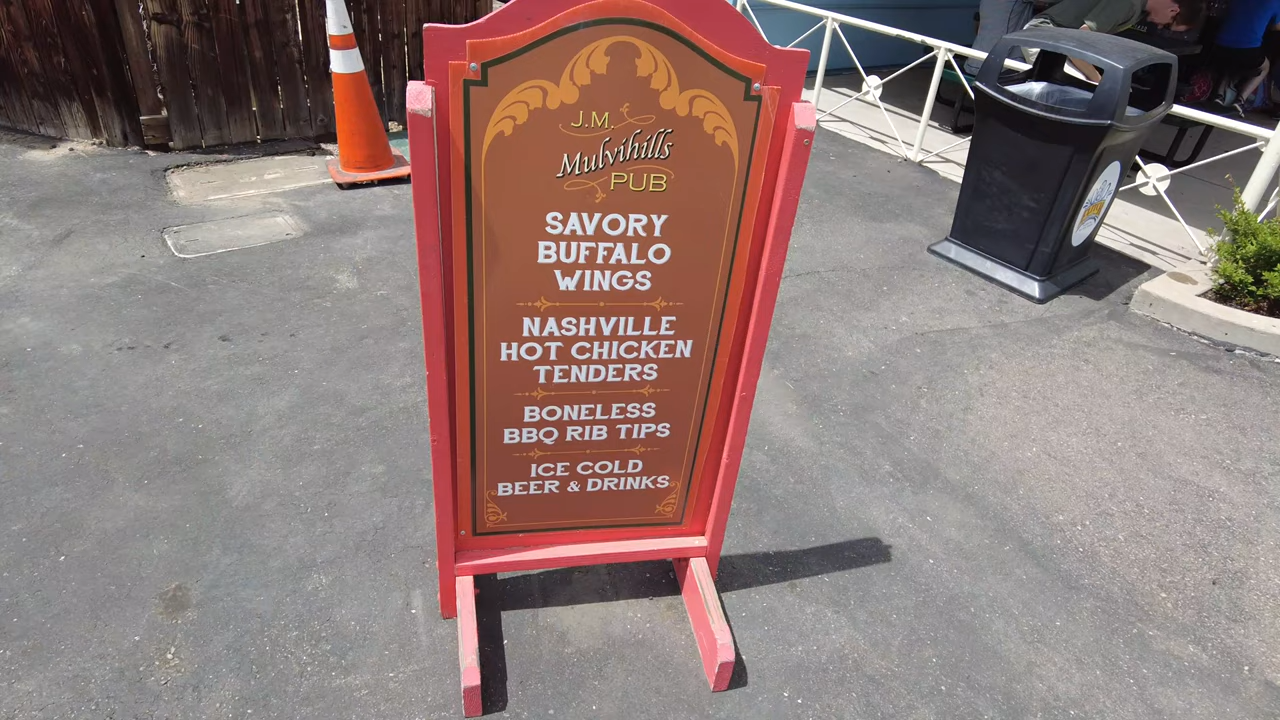 J.M.
Mulvihills
PUB
SAVORY
BUFFALO
WINGS
NASHVILLE
HOT CHICKEN
TENDERS
BONELESS
BBQ RIB TIPS
ICE COLD
BEER & DRINKS